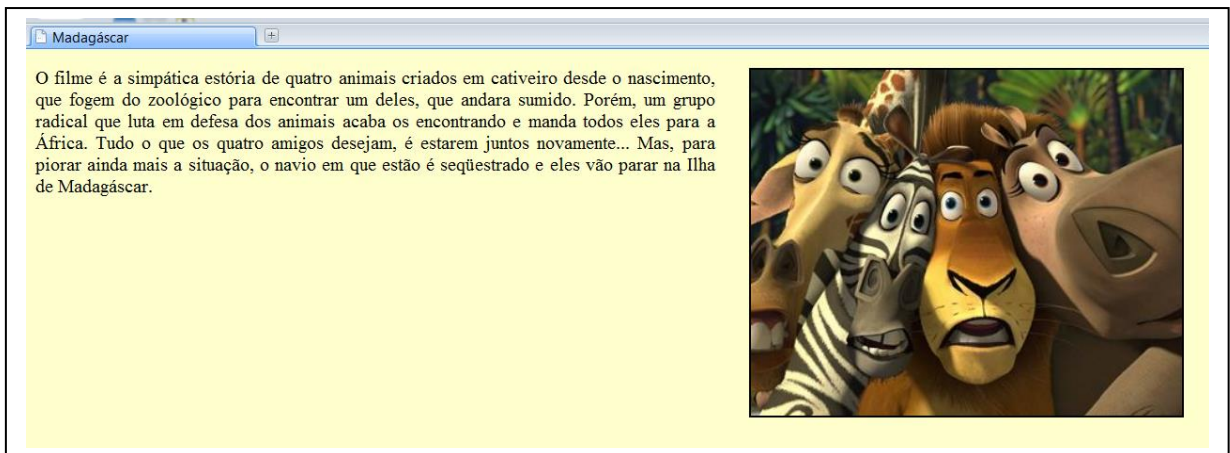 Madagáscar
O filme é a simpática estória de quatro animais criados em cativeiro desde o nascimento,
que fogem do zoológico para encontrar um deles, que andara sumido. Porém, um grupo
radical que luta em defesa dos animais acaba os encontrando e manda todos eles para a
África. Tudo o que os quatro amigos desejam, é estarem juntos novamente... Mas, para
piorar ainda mais a situação, o navio em que estão é seqüestrado e eles vão parar na Ilha
de Madagáscar.